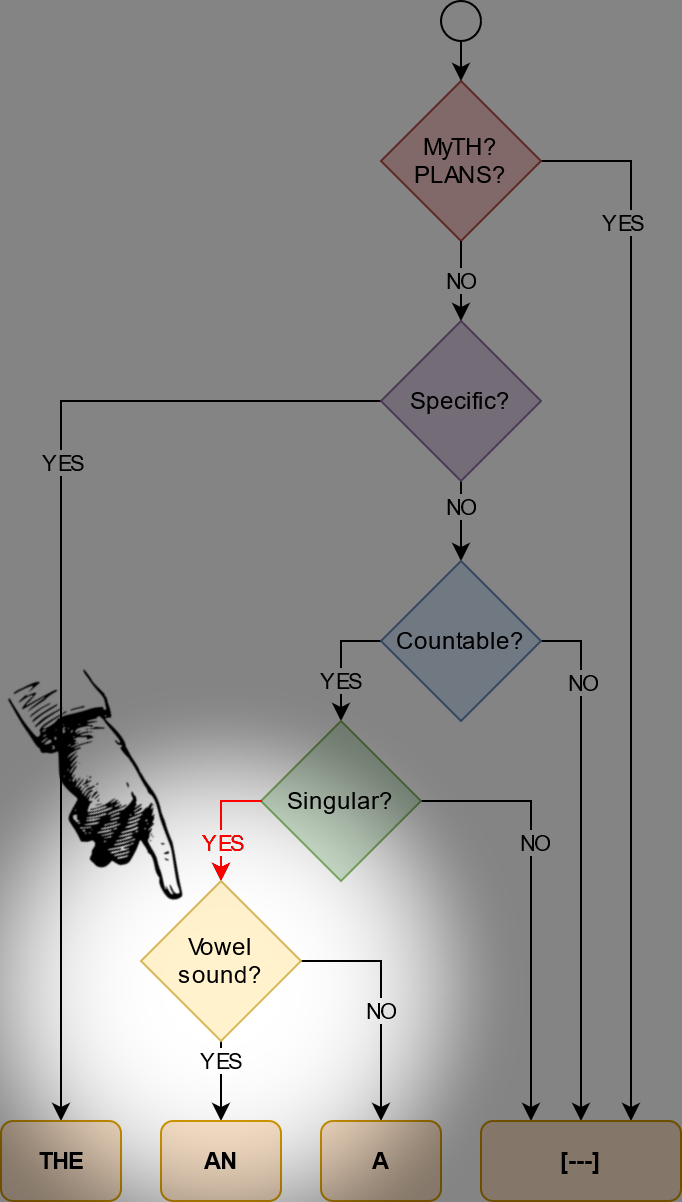 MyTH?
PLANS?
YES
NO
Specific?
YES
NO
Countable?
YES
NO
Singular?
YES
NO
Vowel
sound?
NO
YES
THE
AN
A
[---]